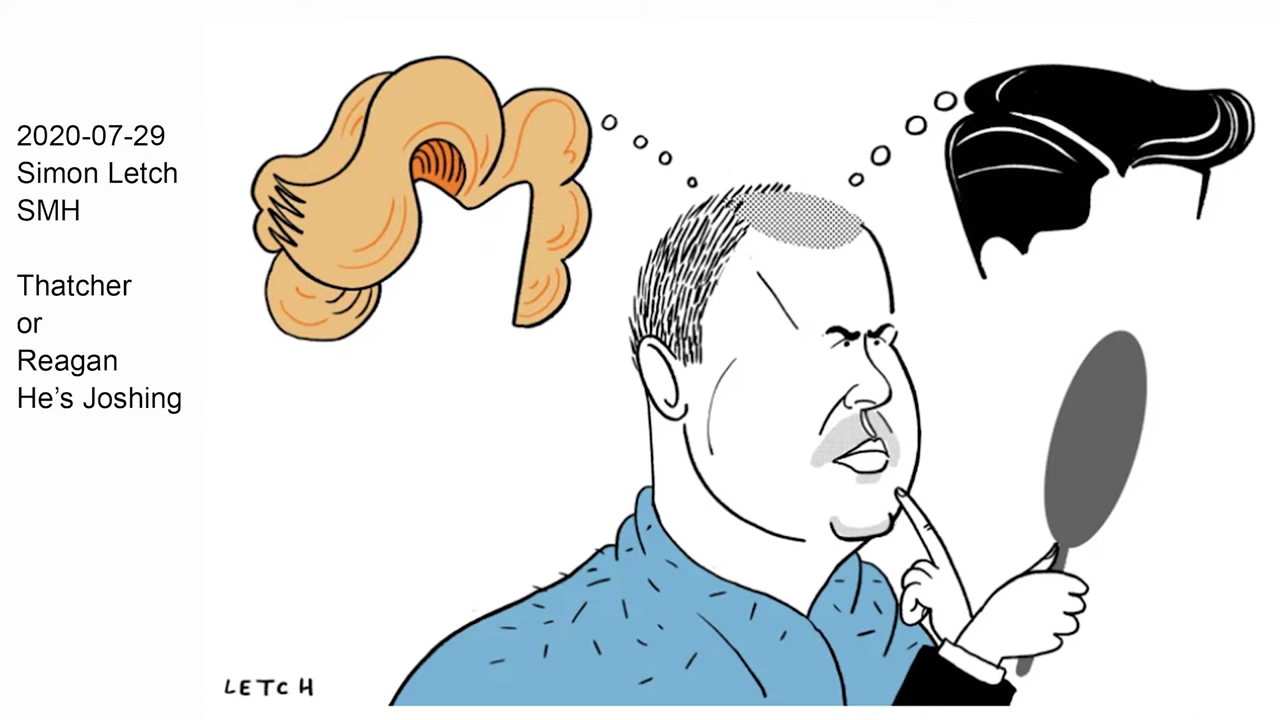 2020-07-29
Simon Letch
SMH
Thatcher
or
Reagan
He's Joshing
LETCH